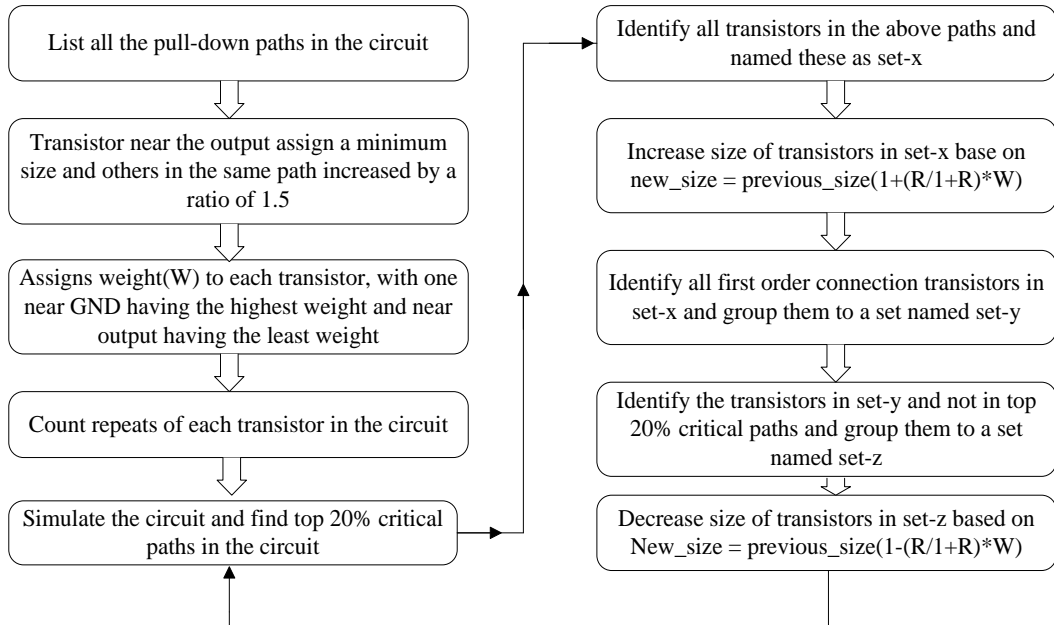 List all the pull-down paths in the circuit
Transistor near the output assign a minimum
size and others in the same path increased by a
ratio of 1.5
Assigns weight(W) to each transistor, with one
near GND having the highest weight and near
output having the least weight
Count repeats of each transistor in the circuit
Simulate the circuit and find top 20% critical
paths in the circuit
Identify all transistors in the above paths and
named these as set-x
Increase size of transistors in set-x base on
new_size = previous_size(1+(R/1+R)*W)
Identify all first order connection transistors in
set-x and group them to a set named set-y
Identify the transistors in set-y and not in top
20% critical paths and group them to a set
named set-z
Decrease size of transistors in set-z based on
New_size = previous_size(1-(R/1+R)*W)